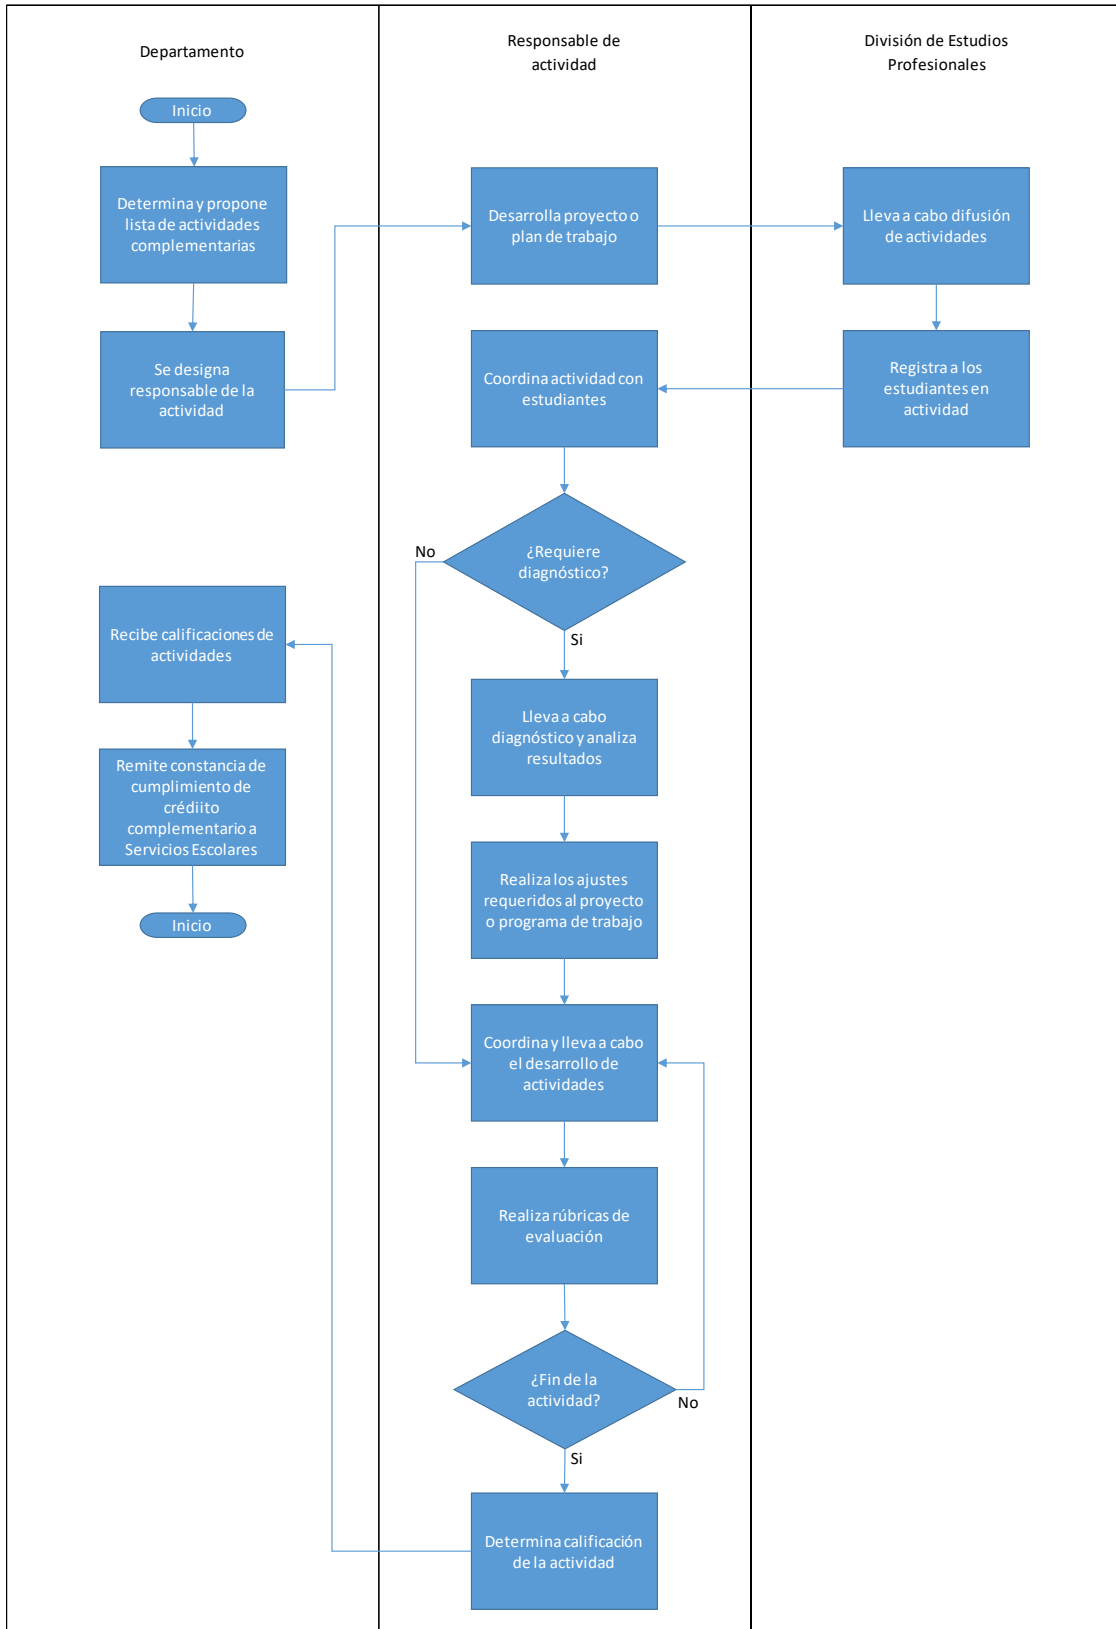 Departamento
Responsable de
actividad
División de Estudios
Profesionales
Inicio
Determina y propone
lista de actividades
complementarias
Desarrolla proyecto o
plan de trabajo
Lleva a cabo difusión
de actividades
Se designa
responsable de la
actividad
Coordina actividad con
estudiantes
Registra a los
estudiantes en
actividad
¿Requiere
diagnóstico?
No
Si
Recibe calificaciones de
actividades
Lleva a cabo
diagnóstico y analiza
resultados
Remite constancia de
cumplimiento de
crédiito
complementario a
Servicios Escolares
Realiza los ajustes
requeridos al proyecto
o programa de trabajo
Inicio
Coordina y lleva a cabo
el desarrollo de
actividades
Realiza rúbricas de
evaluación
¿Fin de la
actividad?
No
Si
Determina calificación
de la actividad